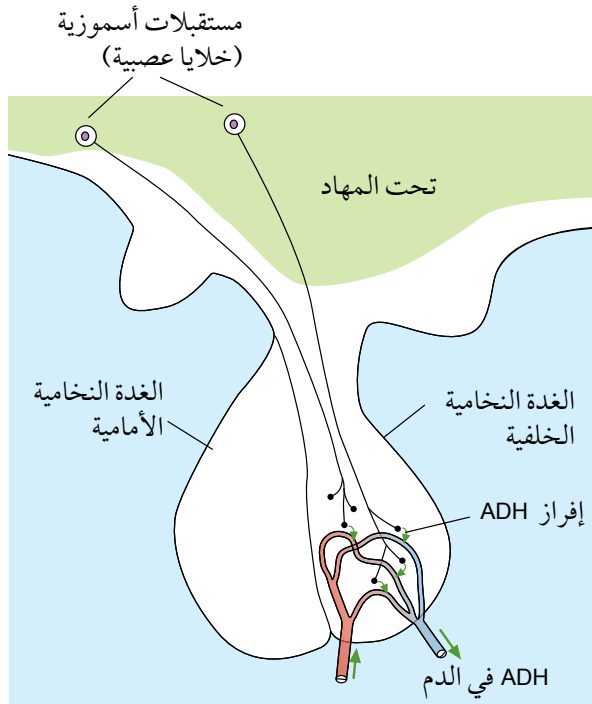 مستقبلات أسموزية
(خلايا عصبية)
تحت المهاد
الغدة النخامية
الأمامية
الغدة النخامية
الخلفية
إفراز ADH
ADH في الدم